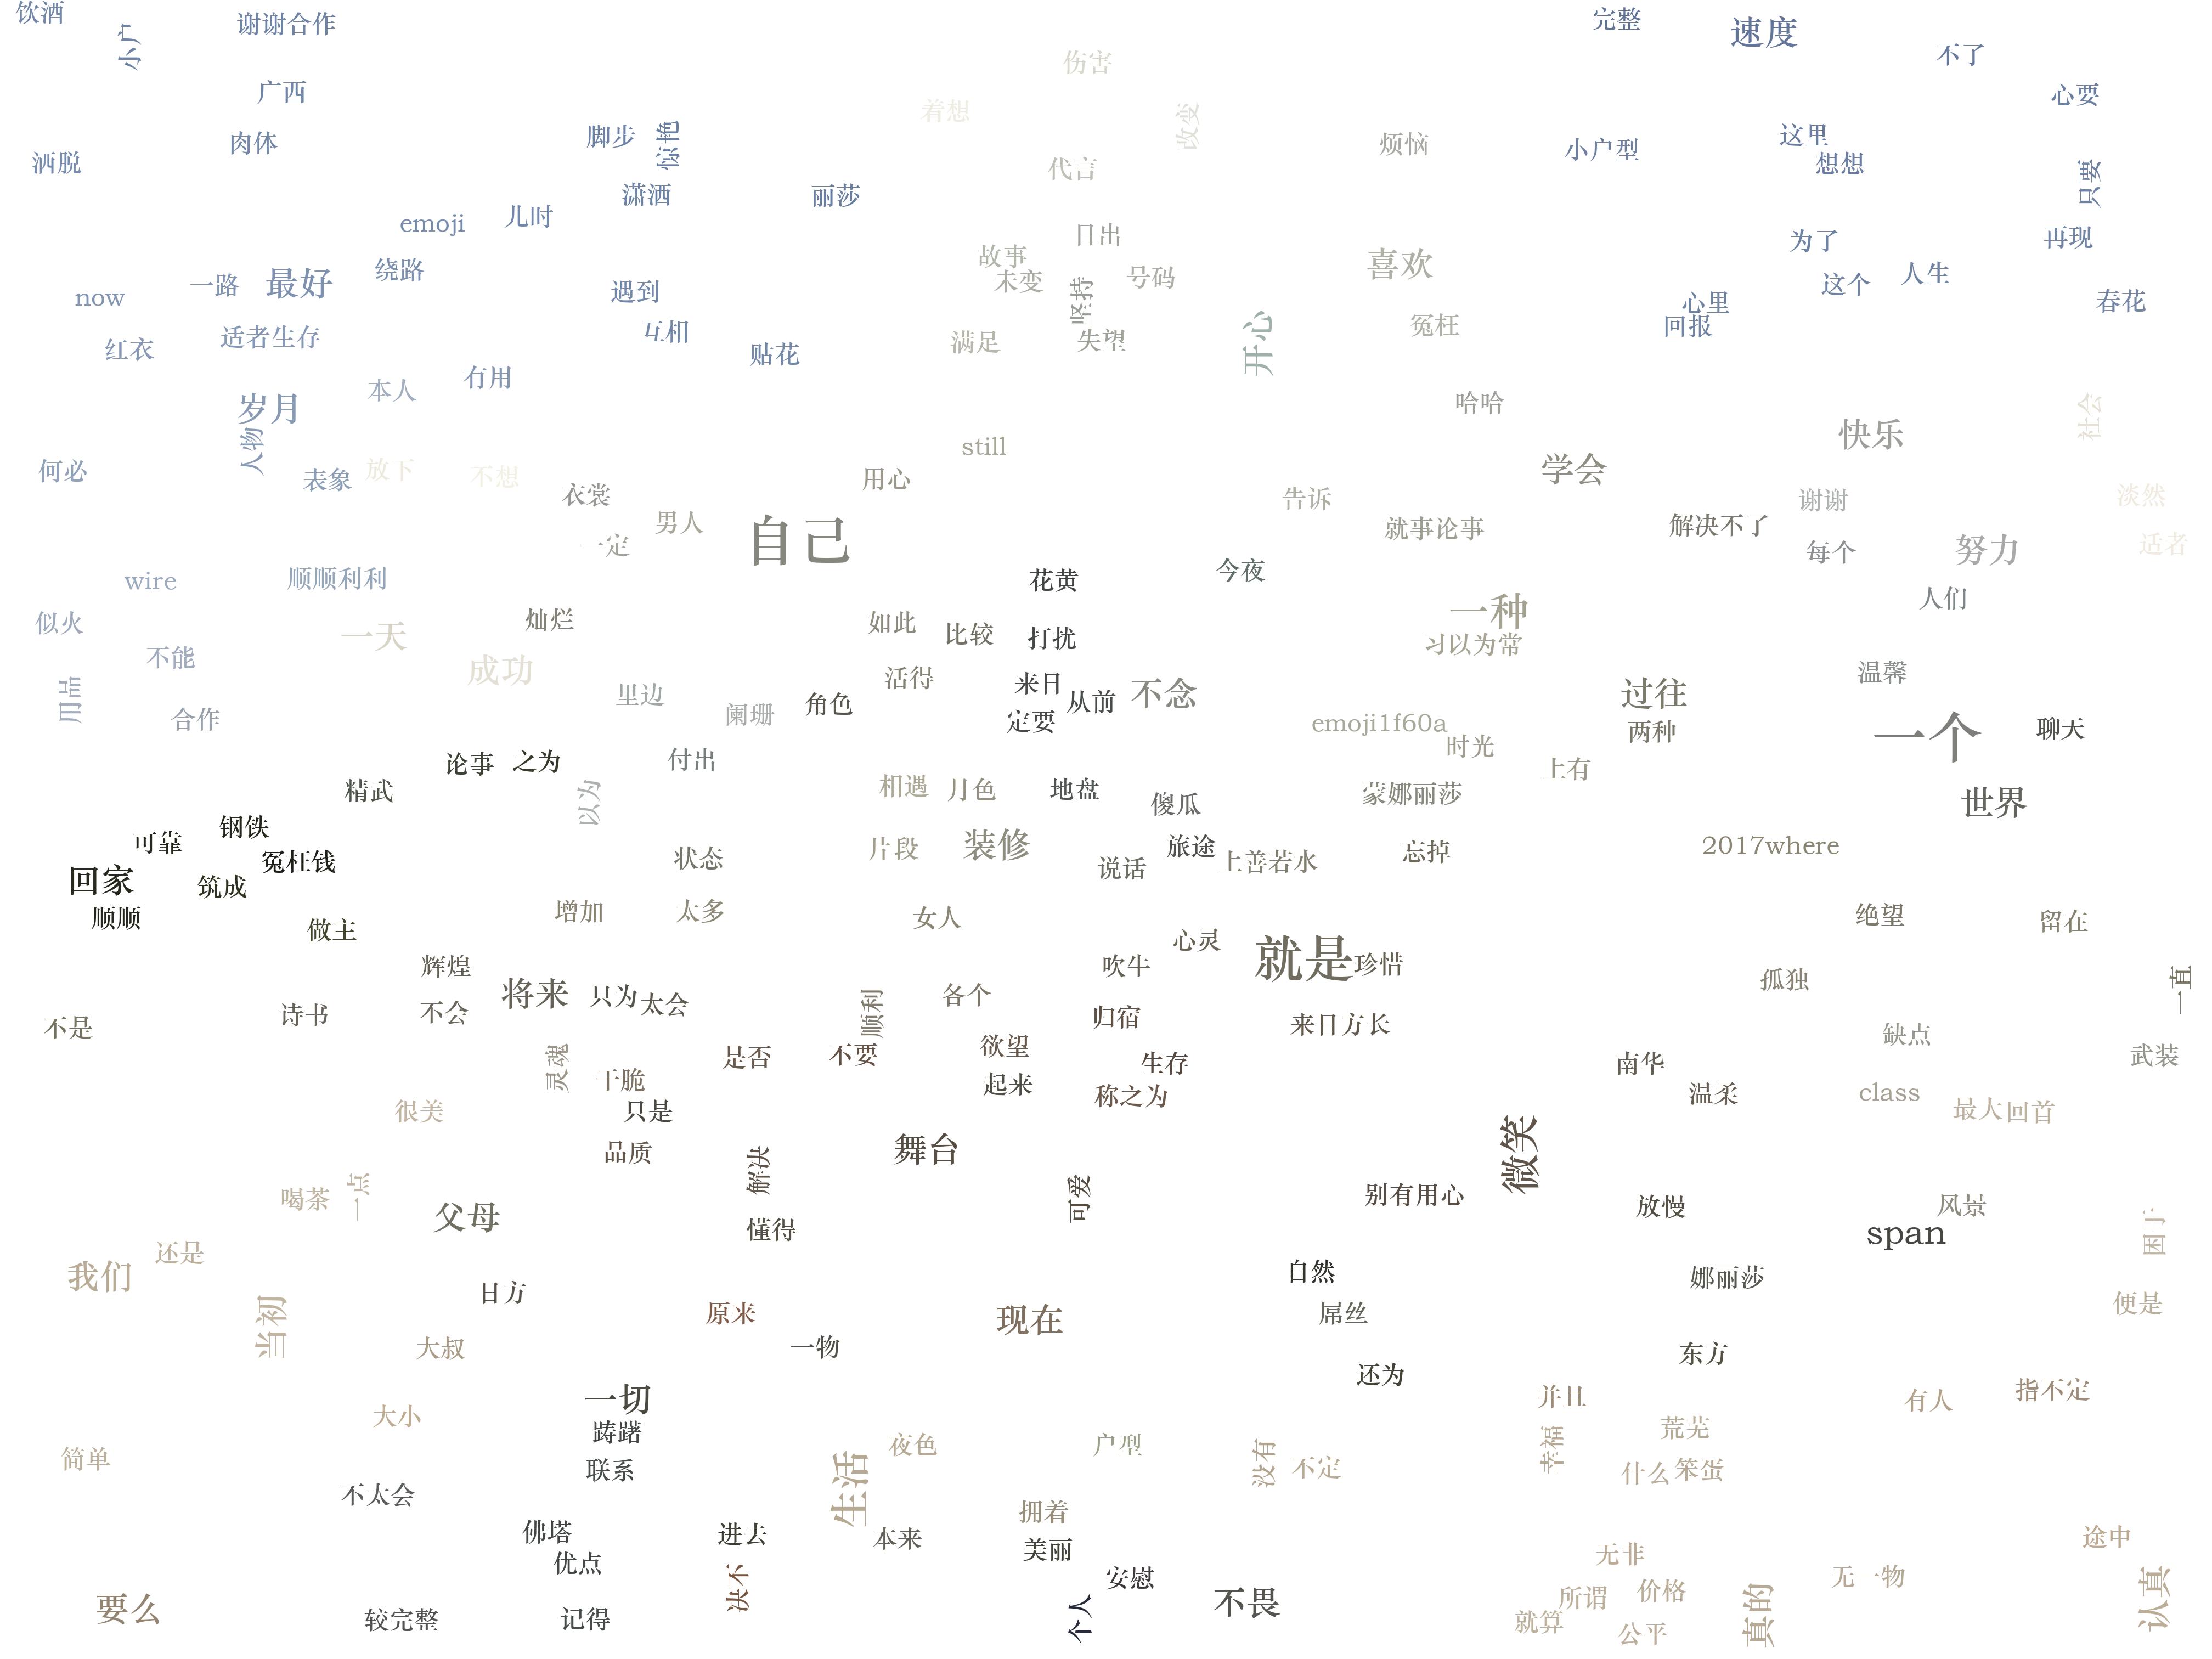 饮酒
小户
谢谢合作
完整
速度
不了
伤害
广西
心要
着想
改变
脚步
惊艳
肉体
烦恼
小户型
这里
洒脱
想想
代言
只要
潇洒
丽莎
emoji
儿时
日出
为了
再现
故事
喜欢
绕路
未变
号码
人生
一路
最好
这个
now
遇到
坚持
心里
春花
红衣
适者生存
互相
满足
失望
开心
冤枉
回报
贴花
有用
本人
岁月
哈哈
社会
快乐
人物
still
何必
表象
放下
不想
用心
学会
衣裳
告诉
谢谢
淡然
男人
自己
就事论事
解决不了
一定
每个
努力
适者
wire
顺顺利利
花黄
今夜
人们
似火
灿烂
如此
一种
一天
比较
打扰
习以为常
不能
成功
活得
温馨
来日
用品
里边
角色
从前
不念
过往
合作
阑珊
定要
emoji1f60a
两种
一个
聊天
时光
论事
之为
付出
上有
精武
以为
相遇
月色
地盘
傻瓜
蒙娜丽莎
世界
可靠
钢铁
冤枉钱
状态
片段
装修
说话
旅途
上善若水
忘掉
2017where
回家
筑成
顺顺
做主
增加
太多
女人
绝望
留在
心灵
就是
珍惜
辉煌
吹牛
孤独
一直
将来
只为
太会
各个
不是
诗书
不会
顺利
归宿
来日方长
缺点
灵魂
是否
不要
欲望
生存
南华
武装
干脆
起来
称之为
温柔
class
很美
只是
最大
回首
品质
解决
舞台
微笑
喝茶
一点
可爱
别有用心
放慢
风景
父母
懂得
span
困于
还是
我们
自然
娜丽莎
日方
当初
原来
现在
屌丝
便是
大叔
一物
东方
一切
还为
并且
有人
指不定
大小
踌躇
荒芜
简单
联系
夜色
户型
没有
不定
幸福
什么
笨蛋
不太会
生活
拥着
佛塔
进去
本来
美丽
途中
优点
无非
决不
安慰
无一物
要么
较完整
记得
个人
不畏
所谓
价格
就算
公平
真的
认真